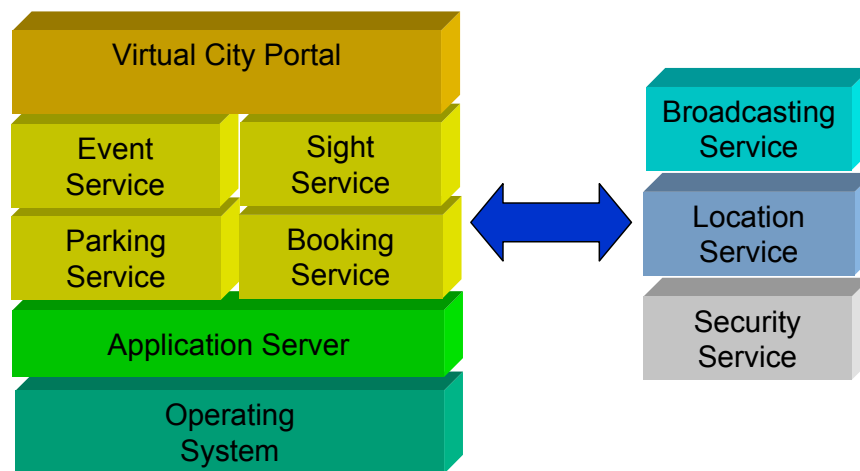 Virtual City Portal
Event
Service
Sight
Service
Parking
Service
Booking
Service
Application Server
Operating
System
Broadcasting
Service
Location
Service
Security
Service